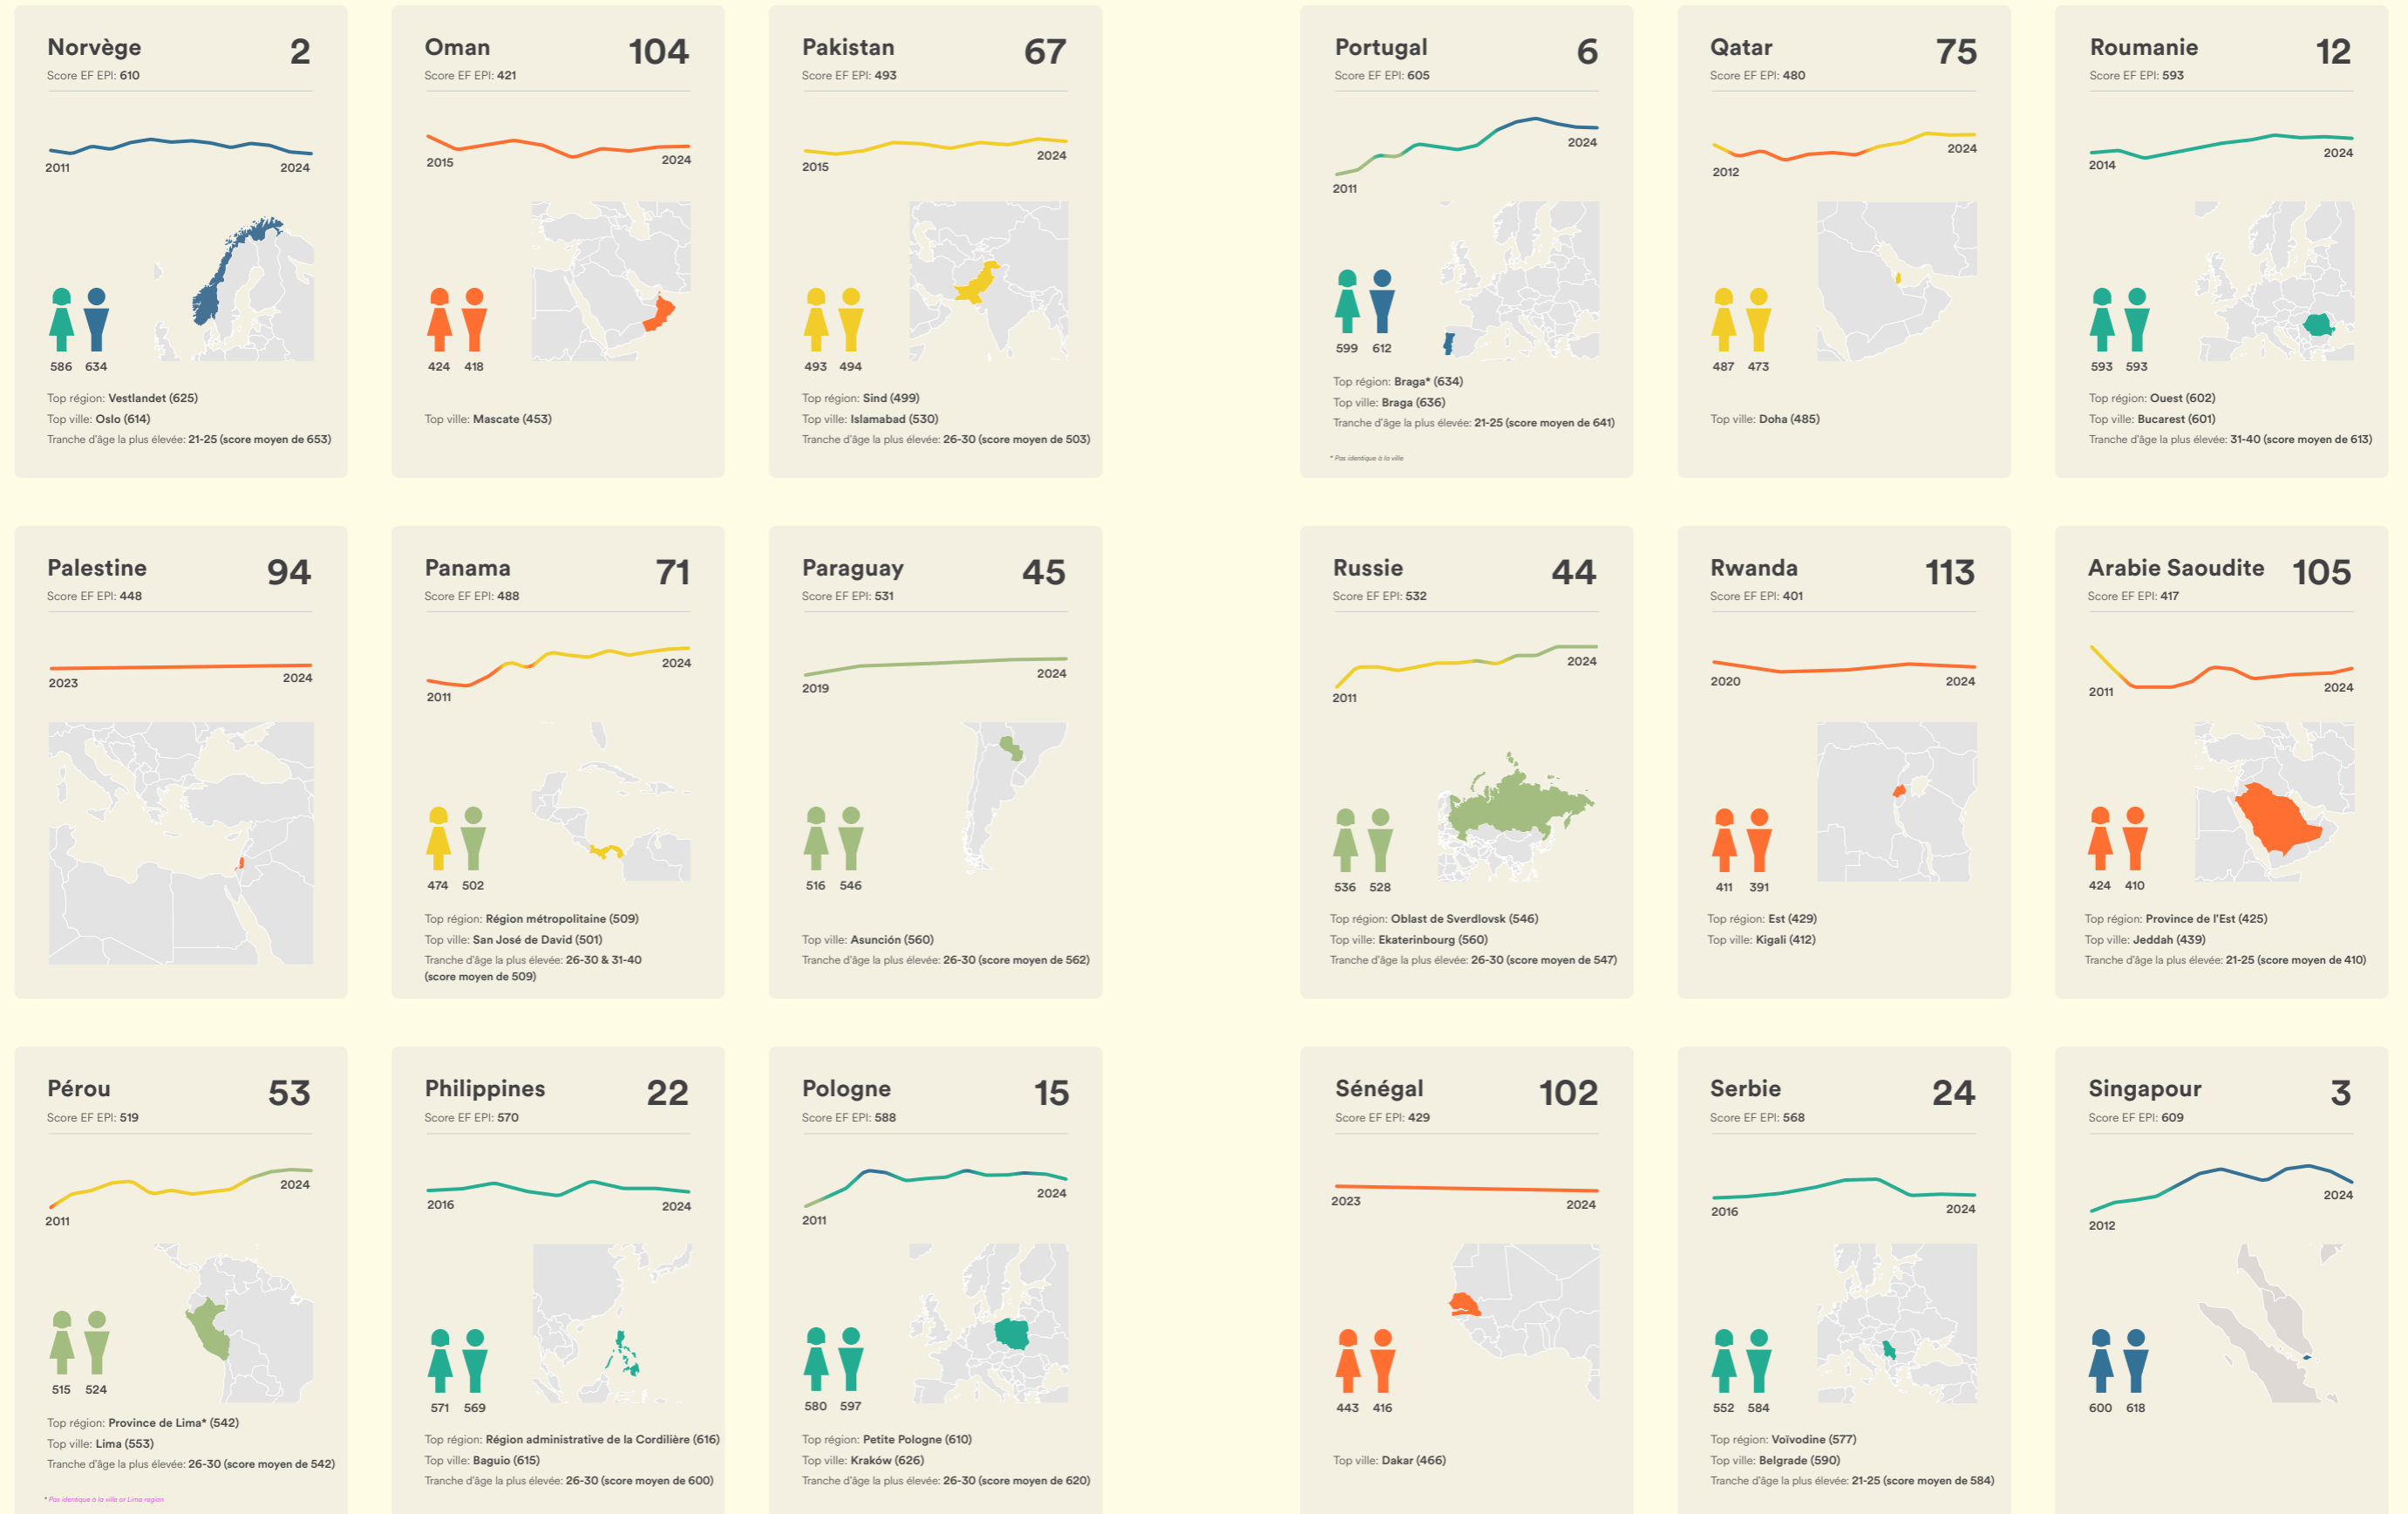 Norvège 2
Score EF EPI: 610
2011 2024
586 634
Top région: Vestlandet (625)
Top ville: Oslo (614)
Tranche d'âge la plus élevée: 21-25 (score moyen de 653)
Oman 104
Score EF EPI: 421
2015 2024
424 418
Top ville: Mascate (453)
Pakistan 67
Score EF EPI: 493
2015 2024
493 494
Top région: Sind (499)
Top ville: Islamabad (530)
Tranche d'âge la plus élevée: 26-30 (score moyen de 503)
Portugal 6
Score EF EPI: 605
2011 2024
599 612
Top région: Braga* (634)
Top ville: Braga (636)
Tranche d'âge la plus élevée: 21-25 (score moyen de 641)
* Pas identique à la ville
Qatar 75
Score EF EPI: 480
2012 2024
487 473
Top ville: Doha (485)
Roumanie 12
Score EF EPI: 593
2014 2024
593 593
Top région: Ouest (602)
Top ville: Bucarest (601)
Tranche d'âge la plus élevée: 31-40 (score moyen de 613)
Palestine 94
Score EF EPI: 448
2023 2024
Panama 71
Score EF EPI: 488
2011 2024
474 502
Top région: Région métropolitaine (509)
Top ville: San José de David (501)
Tranche d'âge la plus élevée: 26-30 & 31-40
(score moyen de 509)
Paraguay 45
Score EF EPI: 531
2019 2024
516 546
Top ville: Asunción (560)
Tranche d'âge la plus élevée: 26-30 (score moyen de 562)
Russie 44
Score EF EPI: 532
2011 2024
536 528
Top région: Oblast de Sverdlovsk (546)
Top ville: Ekaterinbourg (560)
Tranche d'âge la plus élevée: 26-30 (score moyen de 547)
Rwanda 113
Score EF EPI: 401
2020 2024
411 391
Top région: Est (429)
Top ville: Kigali (412)
Arabie Saoudite 105
Score EF EPI: 417
2011 2024
424 410
Top région: Province de l'Est (425)
Top ville: Jeddah (439)
Tranche d'âge la plus élevée: 21-25 (score moyen de 410)
Pérou 53
Score EF EPI: 519
2011 2024
515 524
Top région: Province de Lima* (542)
Top ville: Lima (553)
Tranche d'âge la plus élevée: 26-30 (score moyen de 542)
* Pas identique à la ville or Lima region
Philippines 22
Score EF EPI: 570
2016 2024
571 569
Top région: Région administrative de la Cordilière (616)
Top ville: Baguio (615)
Tranche d'âge la plus élevée: 26-30 (score moyen de 600)
Pologne 15
Score EF EPI: 588
2011 2024
580 597
Top région: Petite Pologne (610)
Top ville: Kraków (626)
Tranche d'âge la plus élevée: 26-30 (score moyen de 620)
Sénégal 102
Score EF EPI: 429
2023 2024
443 416
Top ville: Dakar (466)
Serbie 24
Score EF EPI: 568
2016 2024
552 584
Top région: Voïvodine (577)
Top ville: Belgrade (590)
Tranche d'âge la plus élevée: 21-25 (score moyen de 584)
Singapour 3
Score EF EPI: 609
2012 2024
600 618